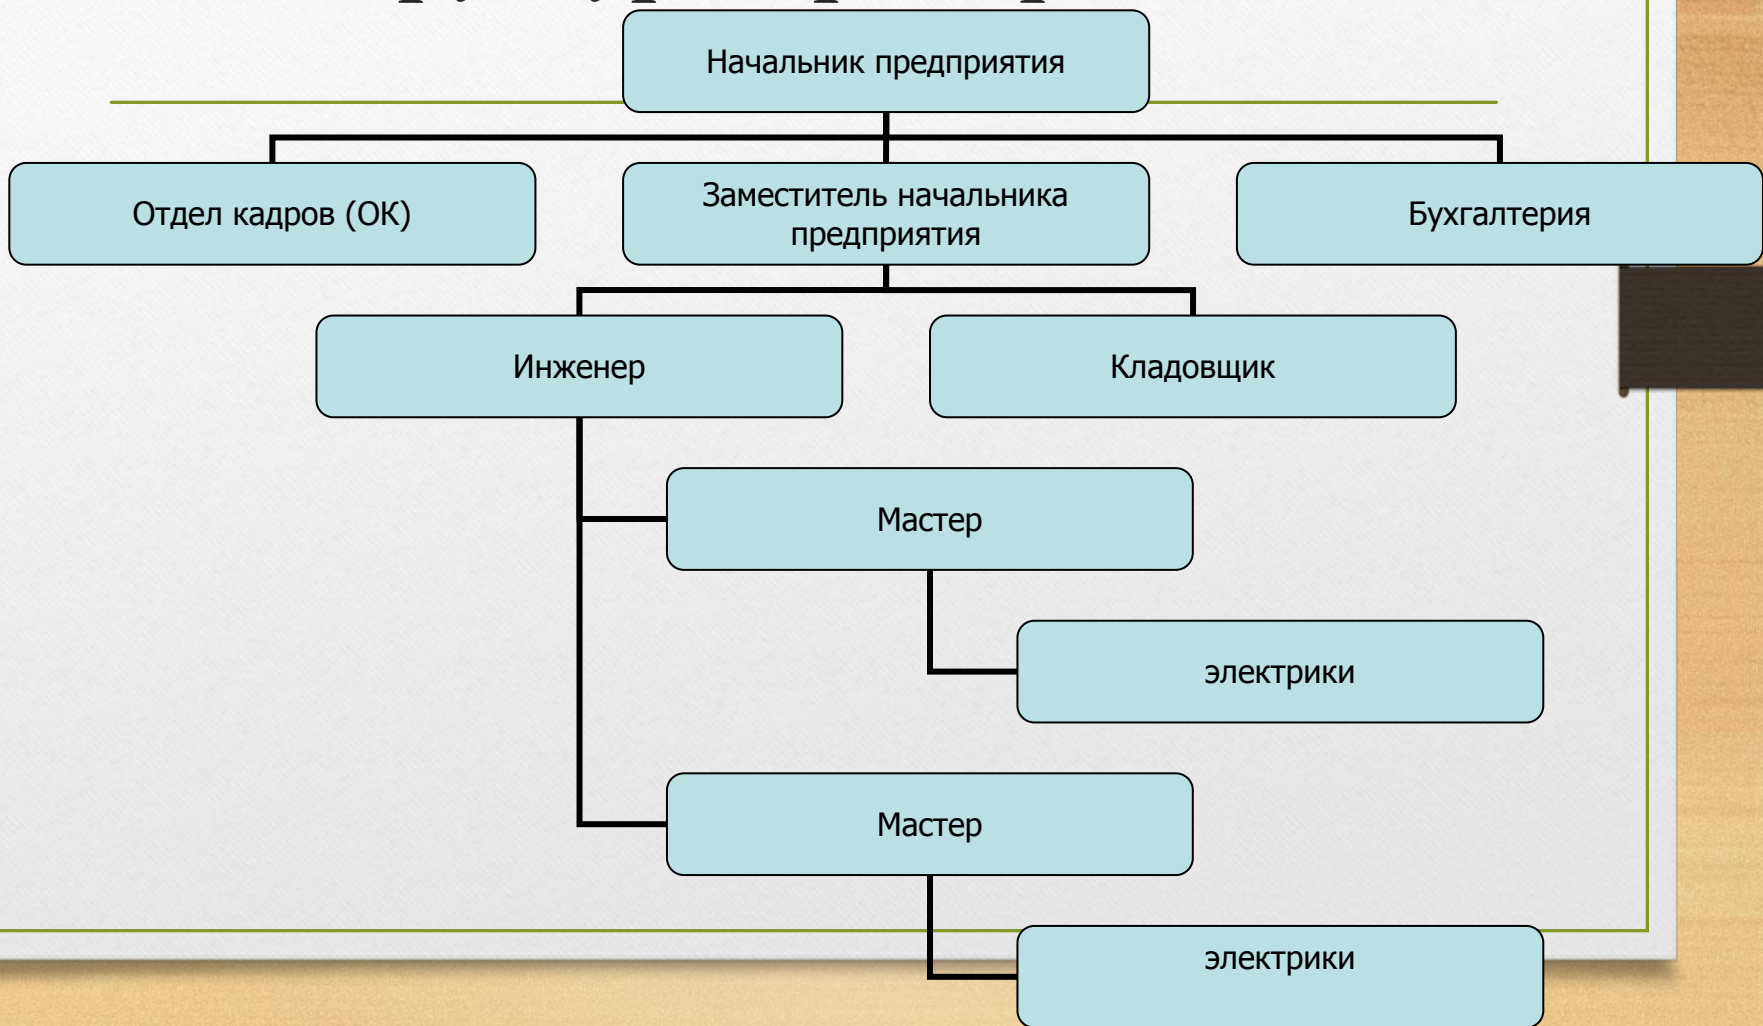 Начальник предприятия
Отдел кадров (ОК)
Заместитель начальника
предприятия
Бухгалтерия
Инженер
Кладовщик
Мастер
электрики
Мастер
электрики